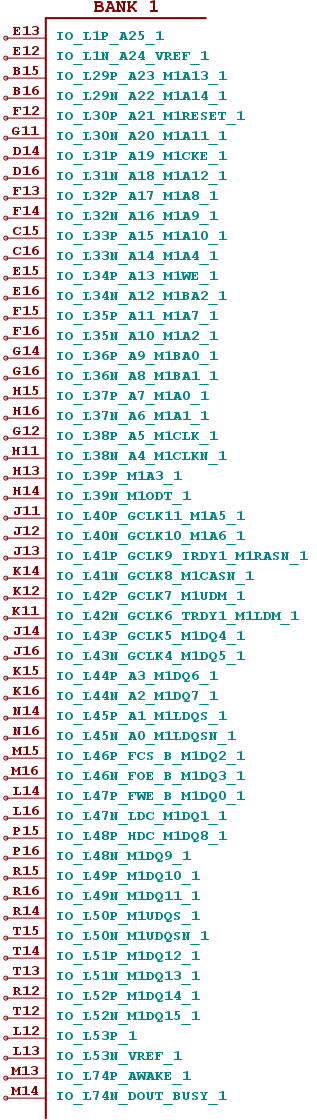 BANK 1
E13 IO_L1P_A25_1
E12 IO_L1N_A24_VREF_1
B15 IO_L29P_A23_M1A13_1
B16 IO_L29N_A22_M1A14_1
F12 IO_L30P_A21_M1RESET_1
G11 IO_L30N_A20_M1A11_1
D14 IO_L31P_A19_M1CKE_1
D16 IO_L31N_A18_M1A12_1
F13 IO_L32P_A17_M1A8_1
F14 IO_L32N_A16_M1A9_1
C15 IO_L33P_A15_M1A10_1
C16 IO_L33N_A14_M1A4_1
E15 IO_L34P_A13_M1WE_1
E16 IO_L34N_A12_M1BA2_1
F15 IO_L35P_A11_M1A7_1
F16 IO_L35N_A10_M1A2_1
G14 IO_L36P_A9_M1BA0_1
G16 IO_L36N_A8_M1BA1_1
H15 IO_L37P_A7_M1A0_1
H16 IO_L37N_A6_M1A1_1
G12 IO_L38P_A5_M1CLK_1
H11 IO_L38N_A4_M1CLKN_1
H13 IO_L39P_M1A3_1
H14 IO_L39N_M1ODT_1
J11 IO_L40P_GCLK11_M1A5_1
J12 IO_L40N_GCLK10_M1A6_1
J13 IO_L41P_GCLK9_IRDY1_M1RASN_1
K14 IO_L41N_GCLK8_M1CASN_1
K12 IO_L42P_GCLK7_M1UDM_1
K11 IO_L42N_GCLK6_TRDY1_M1LDM_1
J14 IO_L43P_GCLK5_M1DQ4_1
J16 IO_L43N_GCLK4_M1DQ5_1
K15 IO_L44P_A3_M1DQ6_1
K16 IO_L44N_A2_M1DQ7_1
N14 IO_L45P_A1_M1LDQS_1
N16 IO_L45N_A0_M1LDQSN_1
M15 IO_L46P_FCS_B_M1DQ2_1
M16 IO_L46N_FOE_B_M1DQ3_1
L14 IO_L47P_FWE_B_M1DQ0_1
L16 IO_L47N_LDC_M1DQ1_1
P15 IO_L48P_HDC_M1DQ8_1
P16 IO_L48N_M1DQ9_1
R15 IO_L49P_M1DQ10_1
R16 IO_L49N_M1DQ11_1
R14 IO_L50P_M1UDQS_1
T15 IO_L50N_M1UDQSN_1
T14 IO_L51P_M1DQ12_1
T13 IO_L51N_M1DQ13_1
R12 IO_L52P_M1DQ14_1
T12 IO_L52N_M1DQ15_1
L12 IO_L53P_1
L13 IO_L53N_VREF_1
M13 IO_L74P_AWAKE_1
M14 IO_L74N_DOUT_BUSY_1